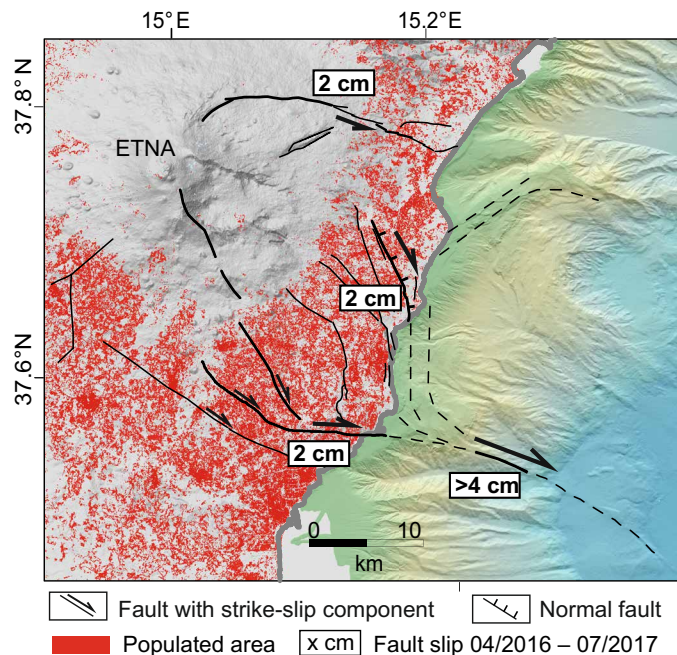 15°E 15.2°E
37.8°N
2 cm
ETNA
2 cm
37.6°N
2 cm
>4 cm
0 10
km
Fault with strike-slip component Normal fault
Populated area x cm Fault slip 04/2016 – 07/2017